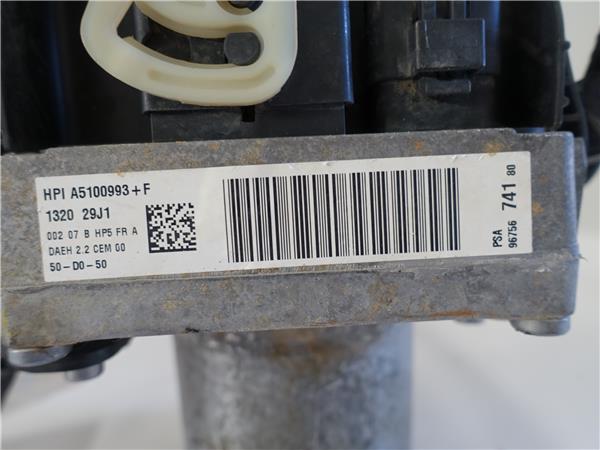 HPI A5100993+F
1320 29J1
002 07 B HP5 FR A
DAEH 2.2 CEM 00
50-D0-50
PSA
96756 741 80